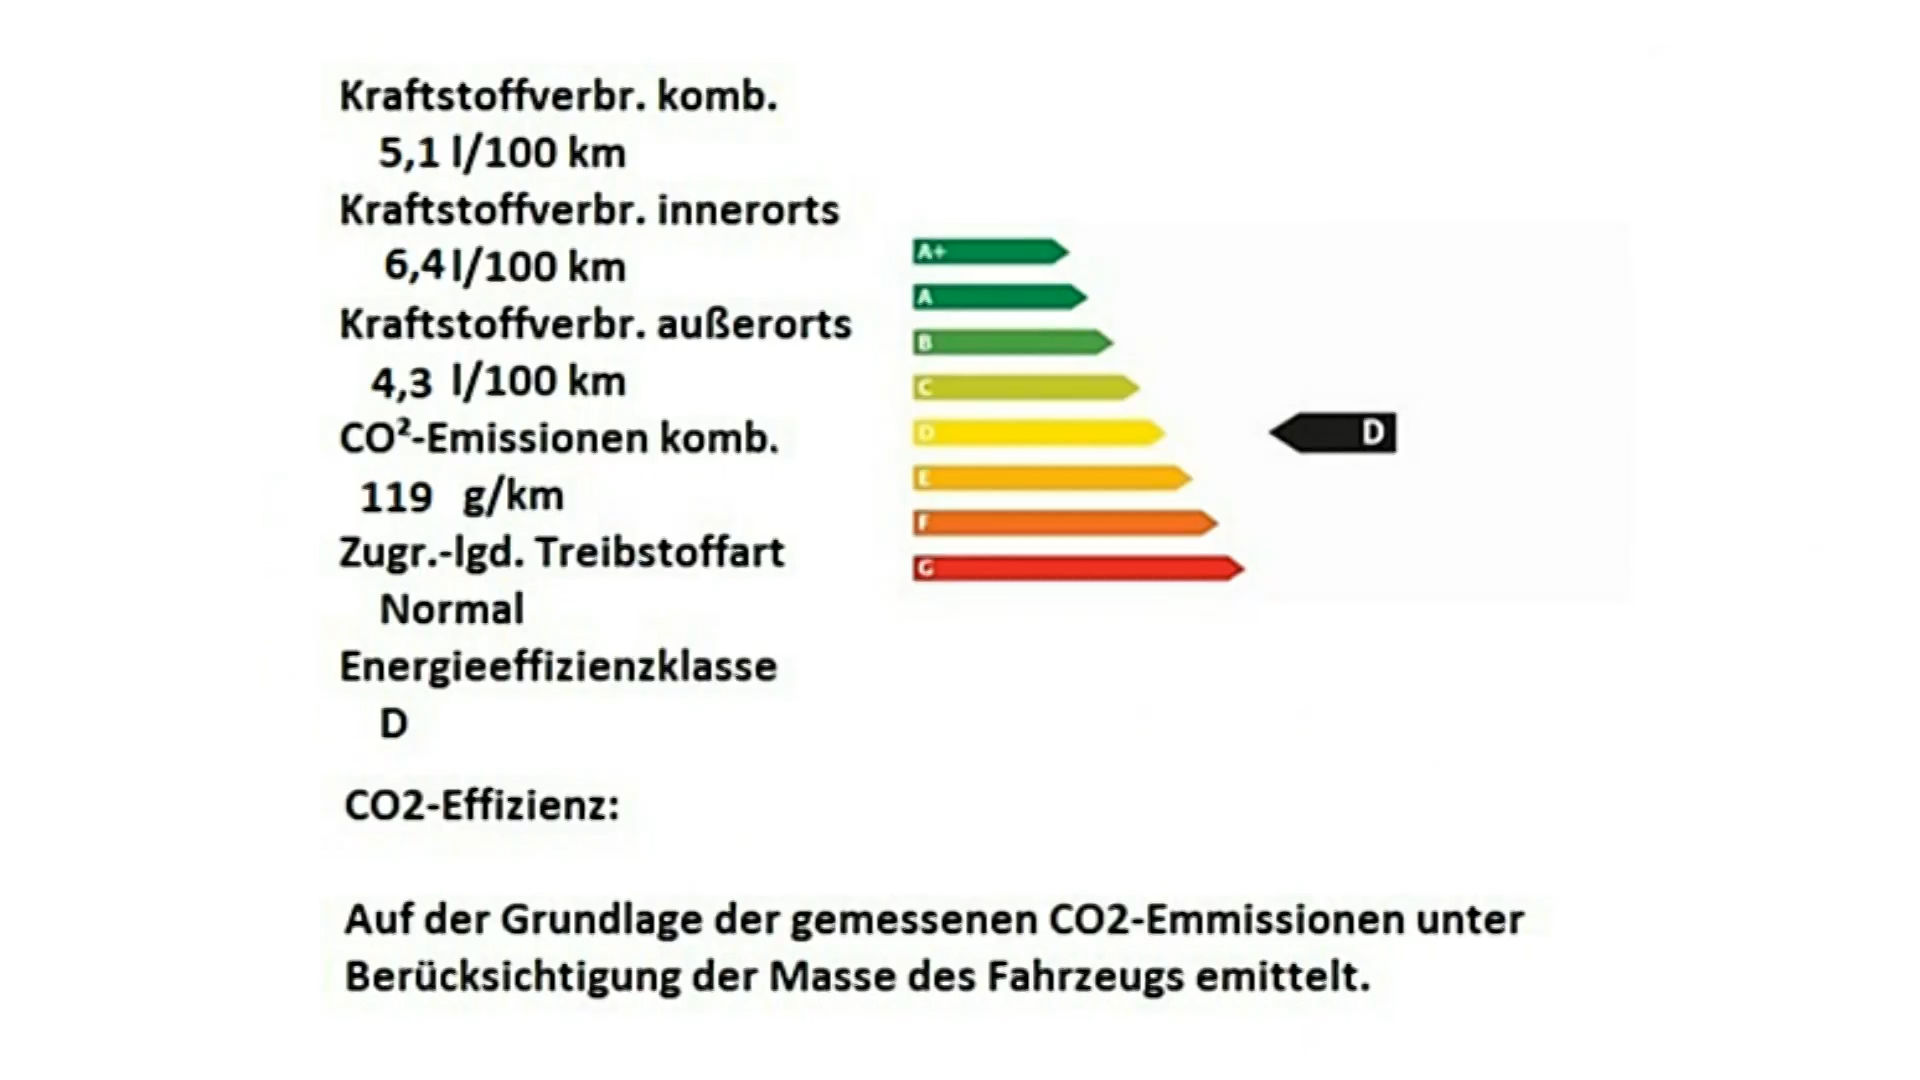 Kraftstoffverbr. komb.
5,1 l/100 km
Kraftstoffverbr. innerorts
6,4 l/100 km
Kraftstoffverbr. außerorts
4,3 l/100 km
CO²-Emissionen komb.
119 g/km
Zugr.-lgd. Treibstoffart
Normal
Energieeffizienzklasse
D
A+
A
B
C
D
D
E
F
G
CO2-Effizienz:
Auf der Grundlage der gemessenen CO2-Emmissionen unter
Berücksichtigung der Masse des Fahrzeugs emittelt.